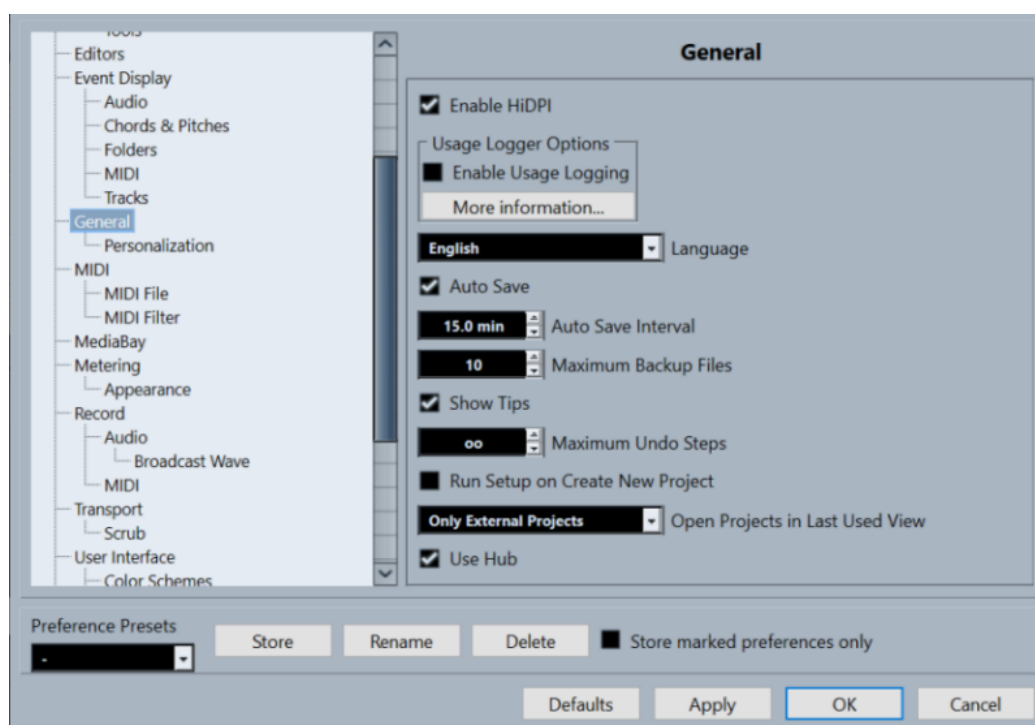 Tools
Editors
Event Display
Audio
Chords & Pitches
Folders
MIDI
Tracks
General
Personalization
MIDI
MIDI File
MIDI Filter
MediaBay
Metering
Appearance
Record
Audio
Broadcast Wave
MIDI
Transport
Scrub
User Interface
Color Schemes
General
Enable HiDPI
Usage Logger Options
Enable Usage Logging
More information...
English Language
Auto Save
15.0 min Auto Save Interval
10 Maximum Backup Files
Show Tips
oo Maximum Undo Steps
Run Setup on Create New Project
Only External Projects Open Projects in Last Used View
Use Hub
Preference Presets
- Store Rename Delete Store marked preferences only
Defaults Apply OK Cancel